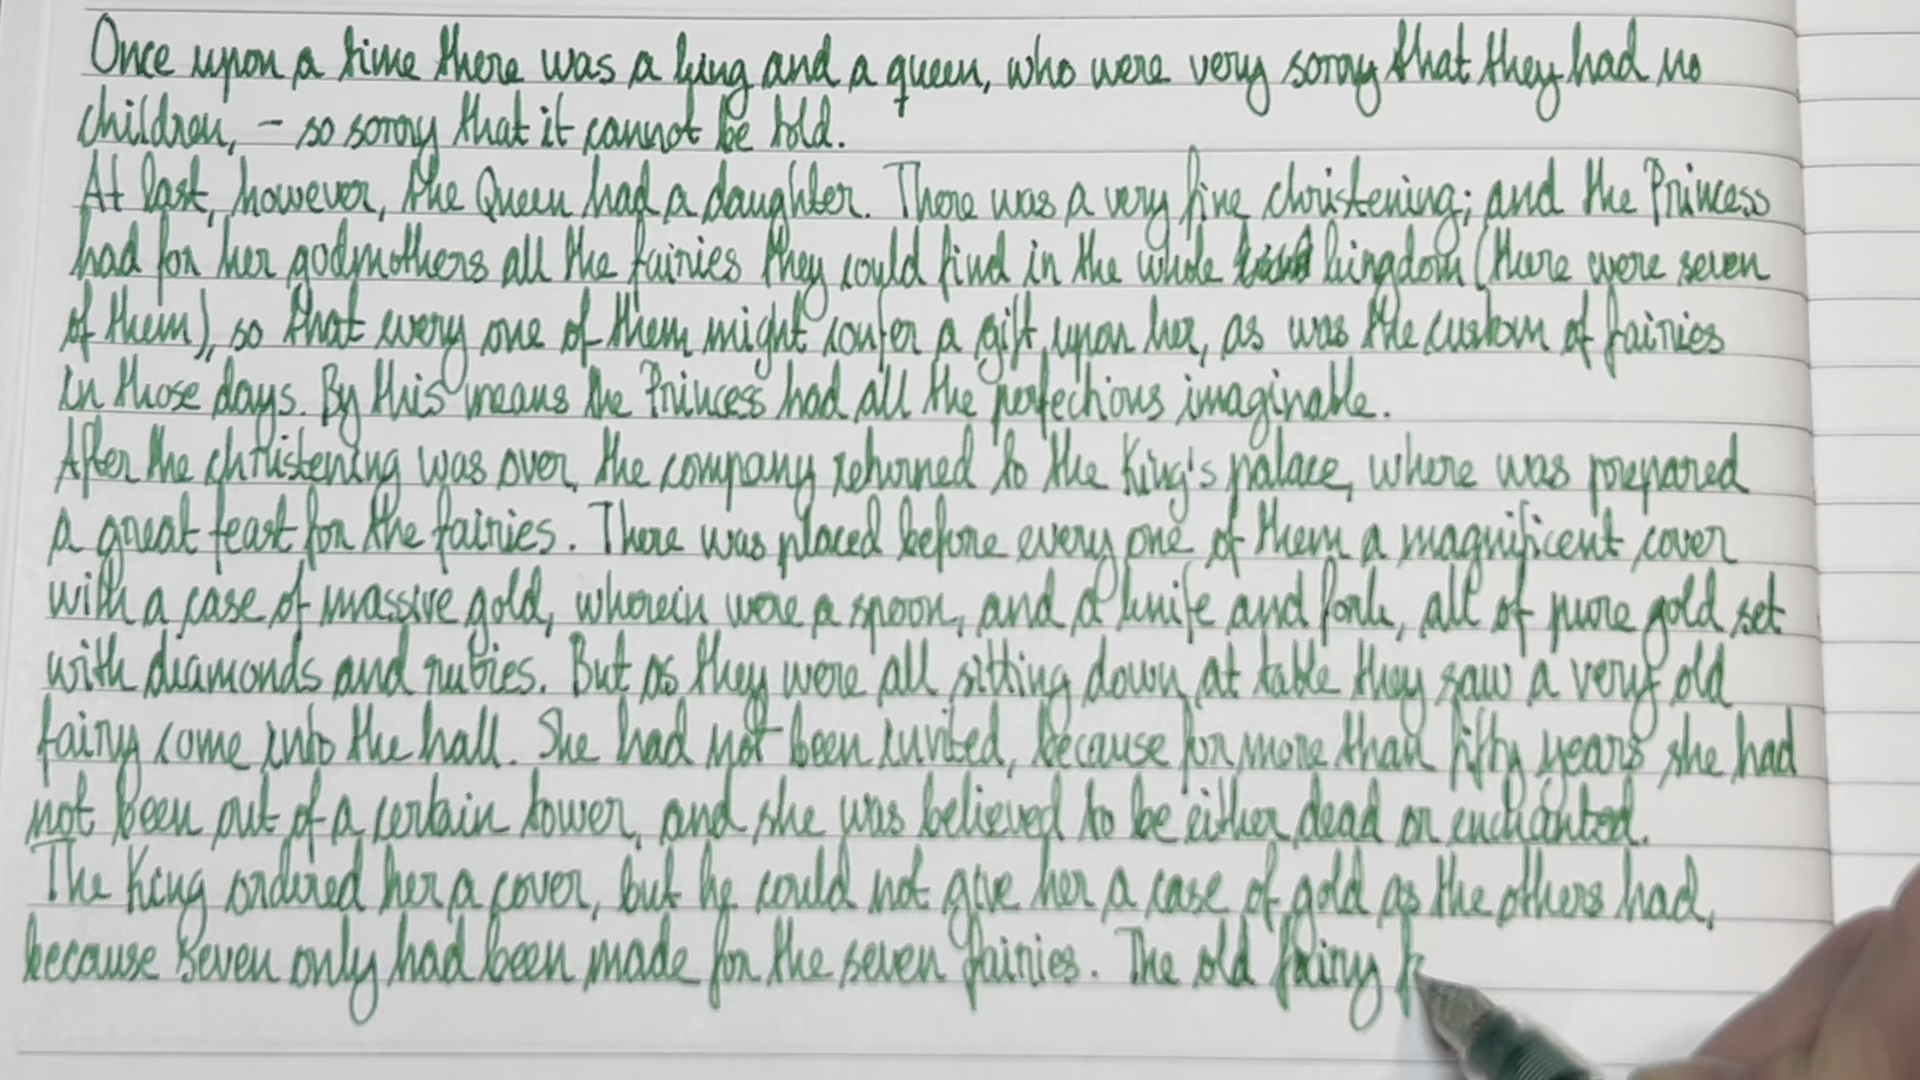 Once upon a time there was a king and a queen, who were very sorry that they had no
children, - so sorry that it cannot be told.
At last, however, the Queen had a daughter. There was a very fine christening; and the Princess
had for her godmothers all the fairies they could find in the whole kingdom (there were seven
of them), so that every one of them might confer a gift upon her, as was the custom of fairies
in those days. By this means the Princess had all the perfections imaginable.
After the christening was over, the company returned to the King's palace, where was prepared
a great feast for the fairies. There was placed before every one of them a magnificent cover
with a case of massive gold, wherein were a spoon, and a knife and fork, all of pure gold set
with diamonds and rubies. But as they were all sitting down at table they saw a very old
fairy come into the hall. She had not been invited, because for more than fifty years she had
not been out of a certain tower, and she was believed to be either dead or enchanted.
The King ordered her a cover, but he could not give her a case of gold as the others had,
because seven only had been made for the seven fairies. The old fairy f